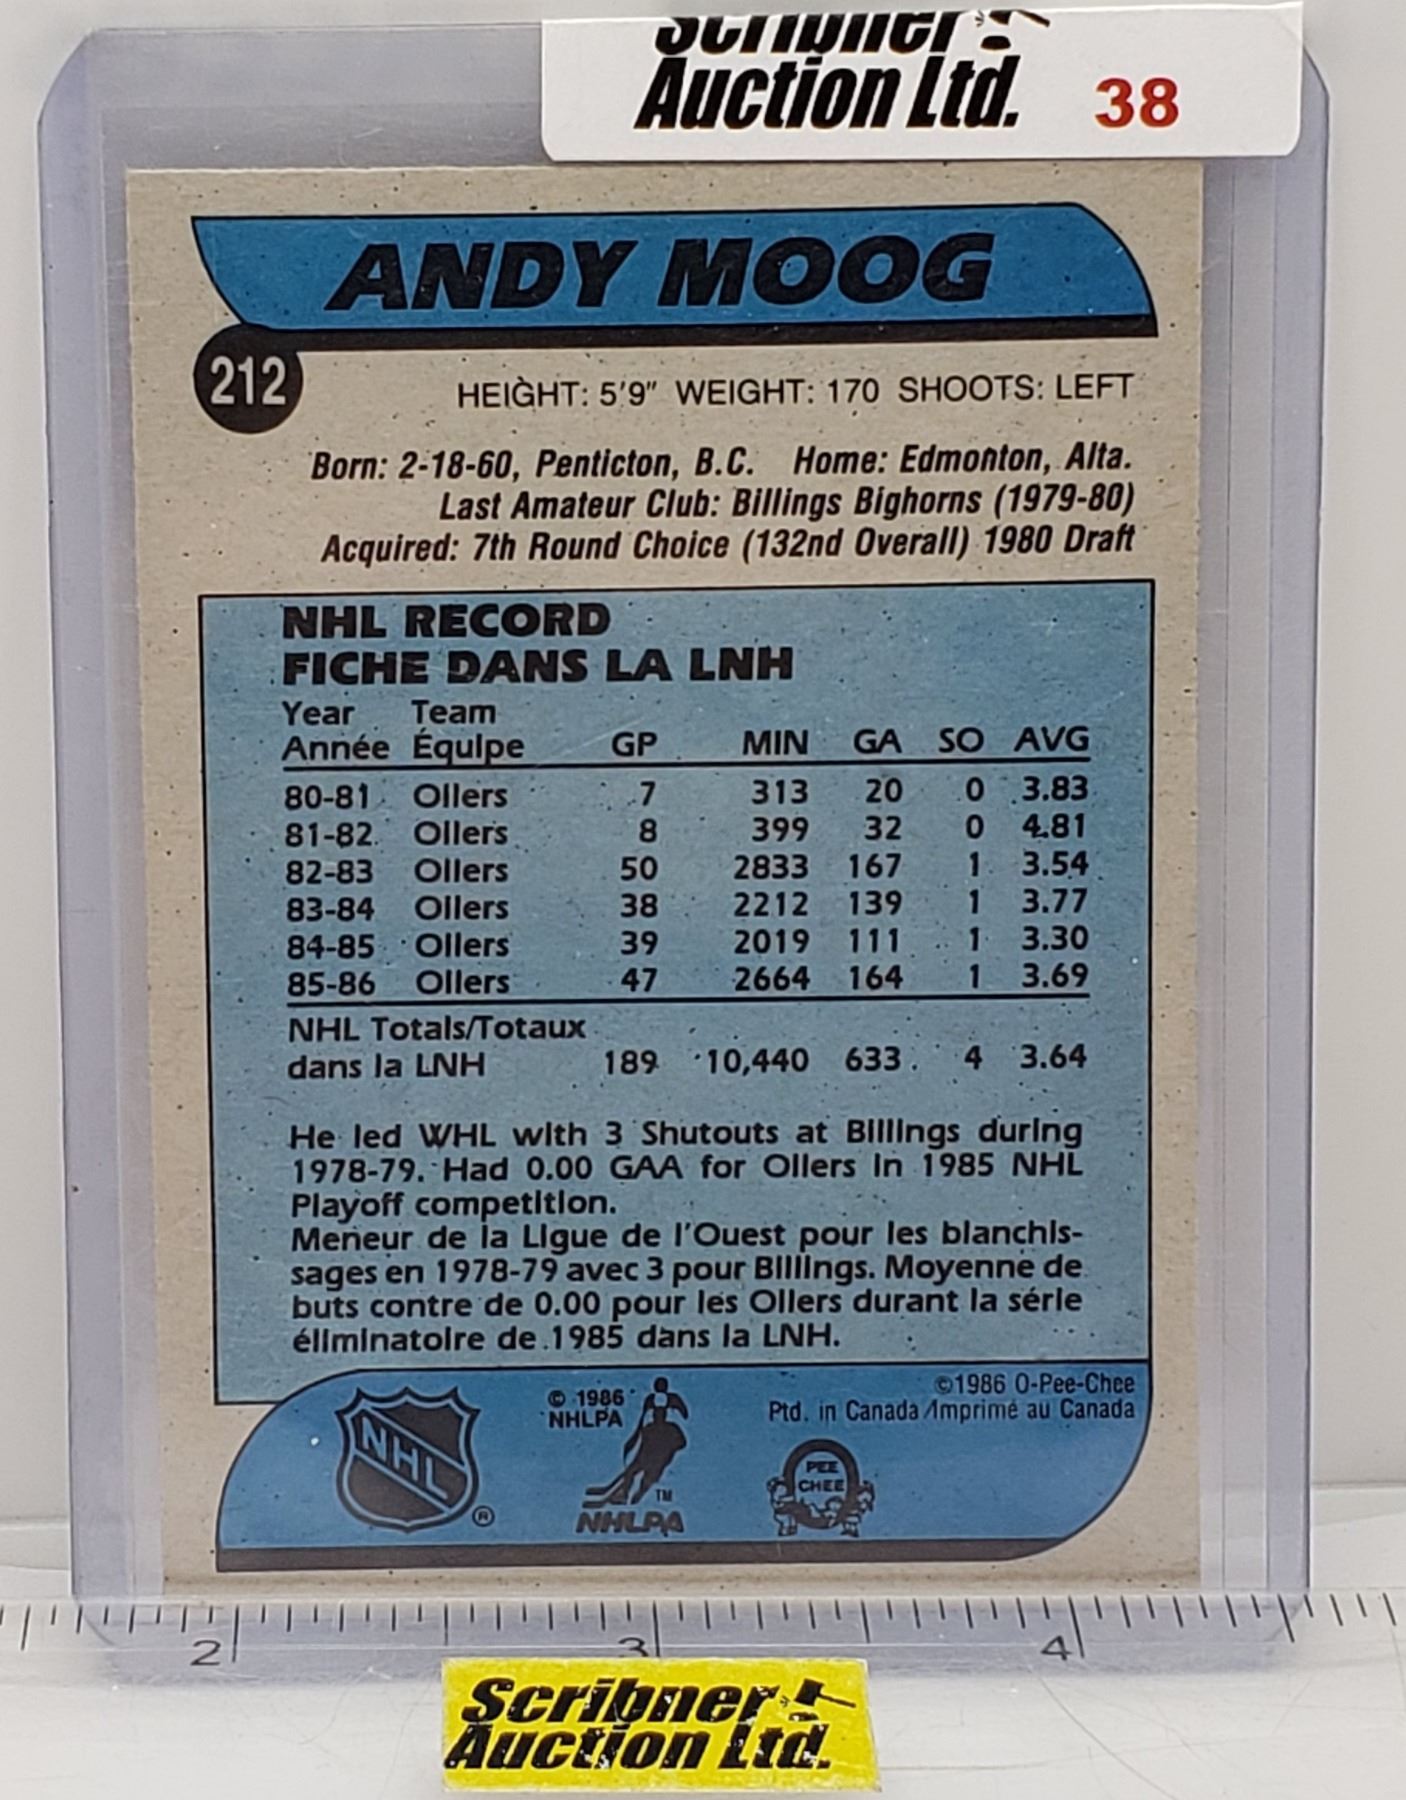 Scribner
Auction Ltd. 38
ANDY MOOG
212
HEIGHT: 5'9" WEIGHT: 170 SHOOTS: LEFT
Born: 2-18-60, Penticton, B.C. Home: Edmonton, Alta.
Last Amateur Club: Billings Bighorns (1979-80)
Acquired: 7th Round Choice (132nd Overall) 1980 Draft
NHL RECORD
FICHE DANS LA LNH
Year Team
Année Équipe GP MIN GA SO AVG
80-81 Oilers 7 313 20 0 3.83
81-82 Oilers 8 399 32 0 4.81
82-83 Oilers 50 2833 167 1 3.54
83-84 Oilers 38 2212 139 1 3.77
84-85 Oilers 39 2019 111 1 3.30
85-86 Oilers 47 2664 164 1 3.69
NHL Totals/Totaux
dans la LNH 189 10,440 633 4 3.64
He led WHL with 3 Shutouts at Billings during
1978-79. Had 0.00 GAA for Oilers in 1985 NHL
Playoff competition.
Meneur de la Ligue de l'Ouest pour les blanchis-
sages en 1978-79 avec 3 pour Billings. Moyenne de
buts contre de 0.00 pour les Oilers durant la série
éliminatoire de 1985 dans la LNH.
©1986 O-Pee-Chee
Ptd. in Canada/Imprimé au Canada
© 1986
NHLPA
NHL ®
TM
NHLPA
PEE
CHEE
2 3 4
Scribner
Auction Ltd.